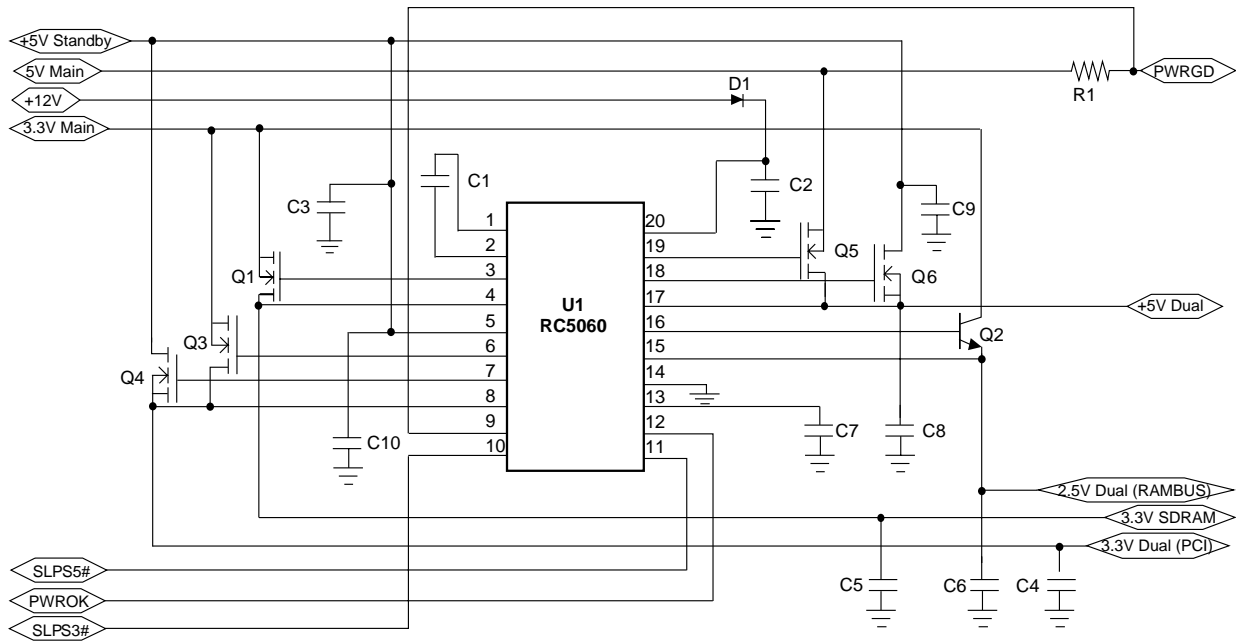 +5V Standby
5V Main
+12V
3.3V Main
D1
R1
PWRGD
C1
C3
C2
C9
1
2
3
4
5
6
7
8
9
10
U1
RC5060
20
19
18
17
16
15
14
13
12
11
Q1
Q3
Q4
Q5
Q6
+5V Dual
Q2
C10
C7
C8
2.5V Dual (RAMBUS)
3.3V SDRAM
3.3V Dual (PCI)
SLPS5#
PWROK
SLPS3#
C5
C6
C4